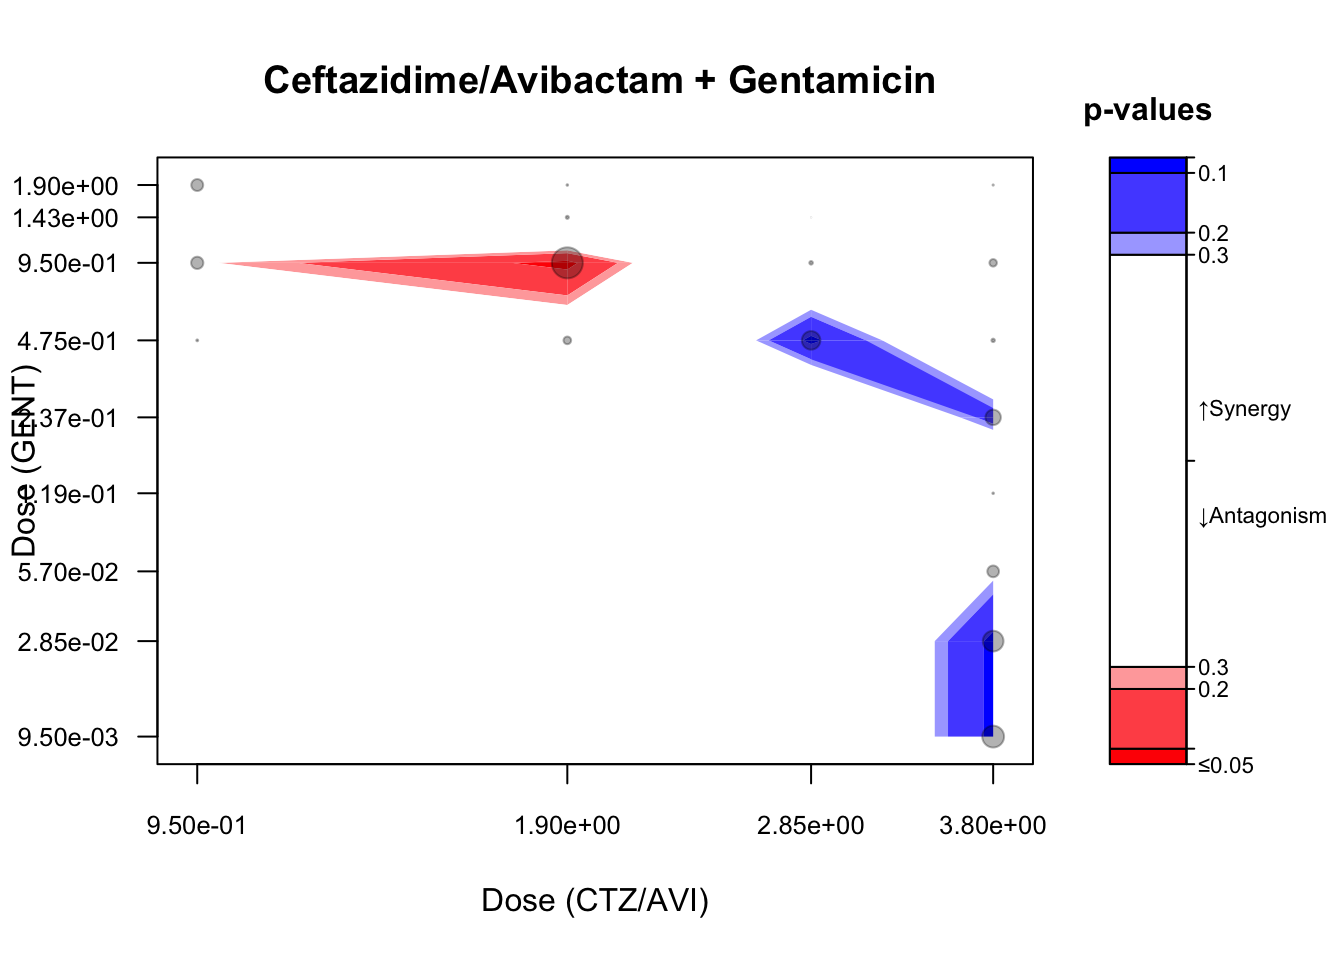 Ceftazidime/Avibactam + Gentamicin
p-values
1.90e+00
1.43e+00
9.50e-01
4.75e-01
2.37e-01
1.19e-01
5.70e-02
2.85e-02
9.50e-03
Dose (GENT)
0.1
0.2
0.3
↑Synergy
↓Antagonism
0.3
0.2
≤0.05
9.50e-01
1.90e+00
2.85e+00
3.80e+00
Dose (CTZ/AVI)